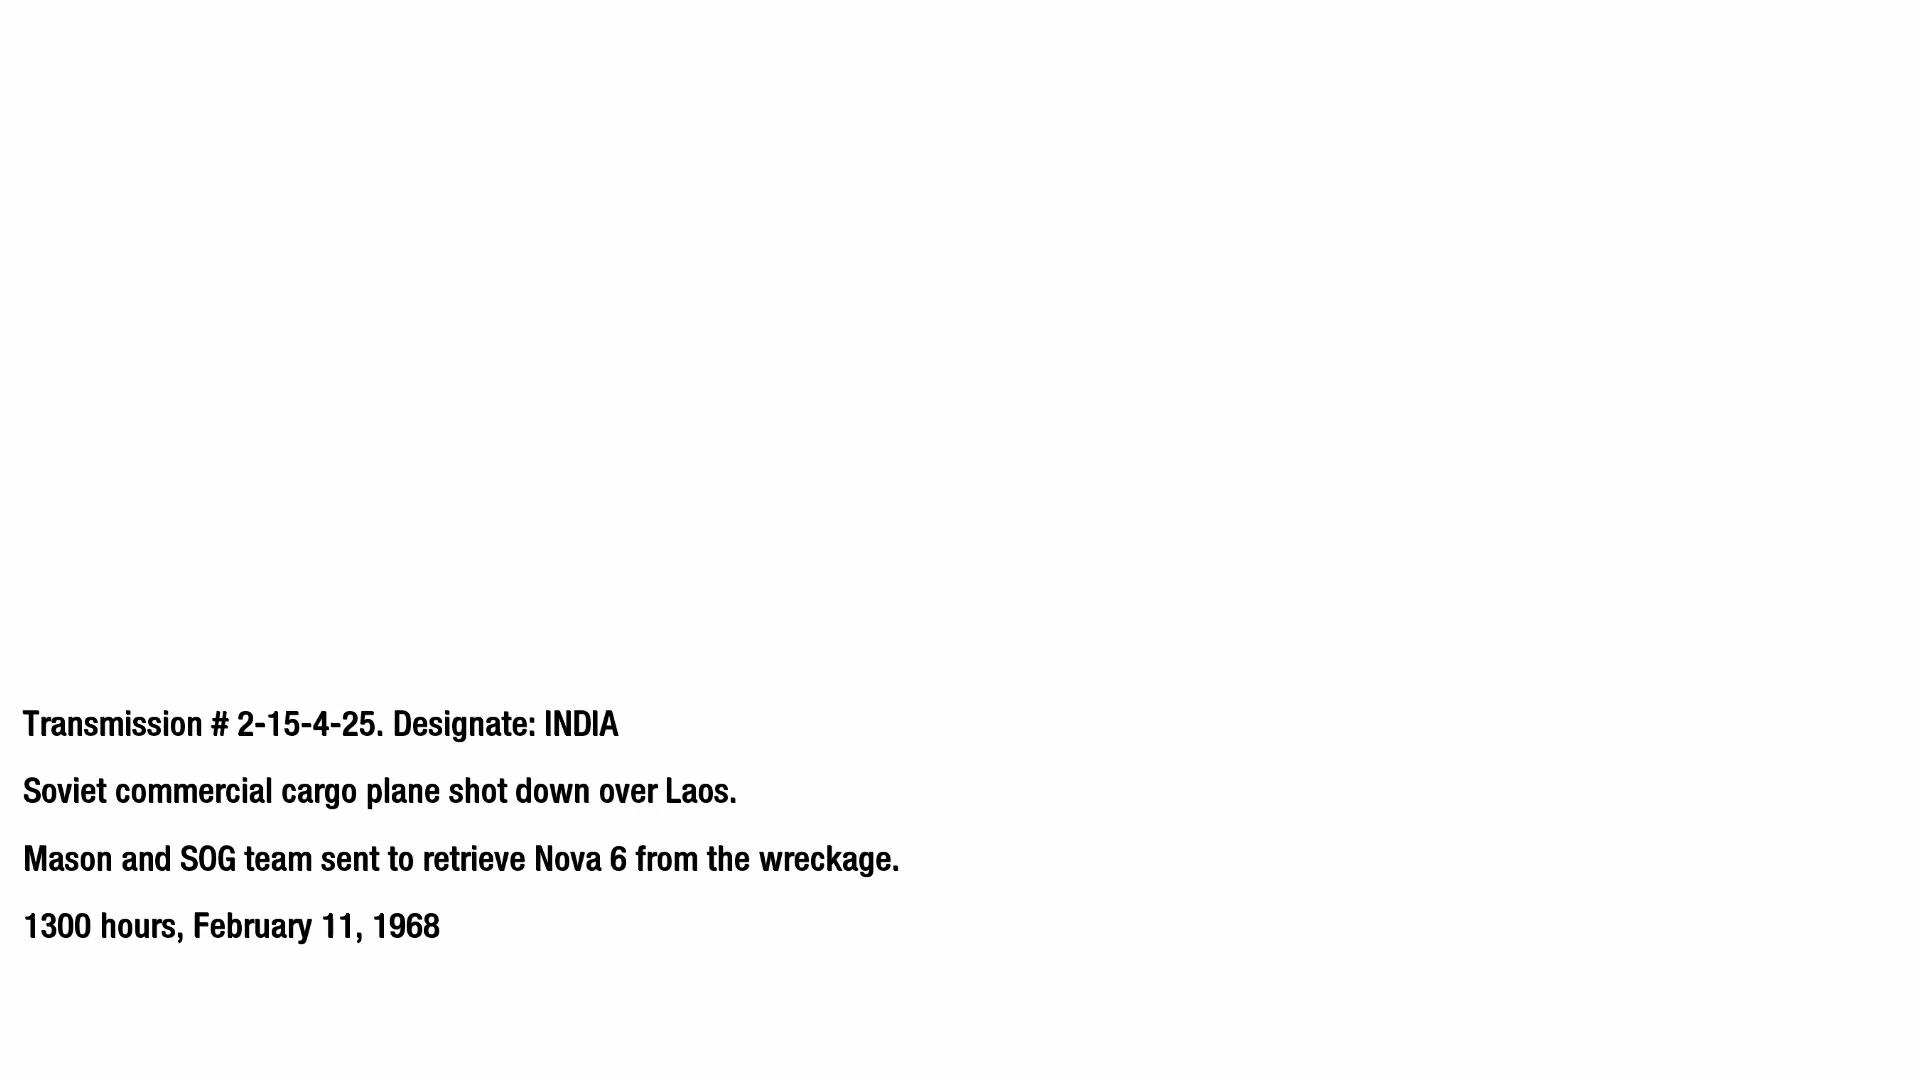 Transmission # 2-15-4-25. Designate: INDIA
Soviet commercial cargo plane shot down over Laos.
Mason and SOG team sent to retrieve Nova 6 from the wreckage.
1300 hours, February 11, 1968